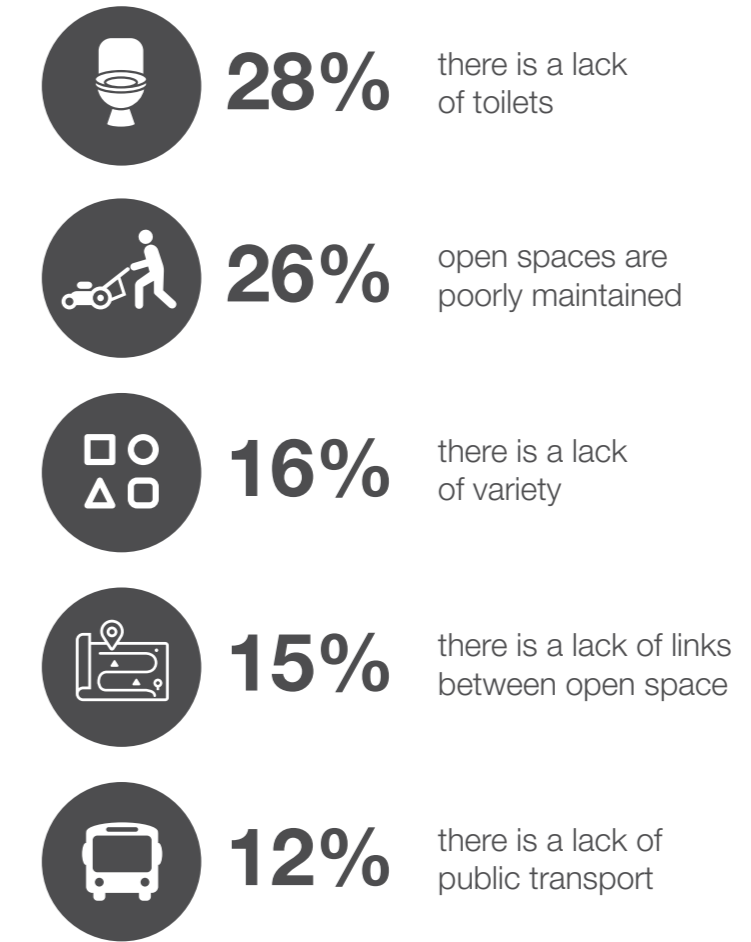 28%
there is a lack
of toilets
26%
open spaces are
poorly maintained
16%
there is a lack
of variety
15%
there is a lack of links
between open space
12%
there is a lack of
public transport